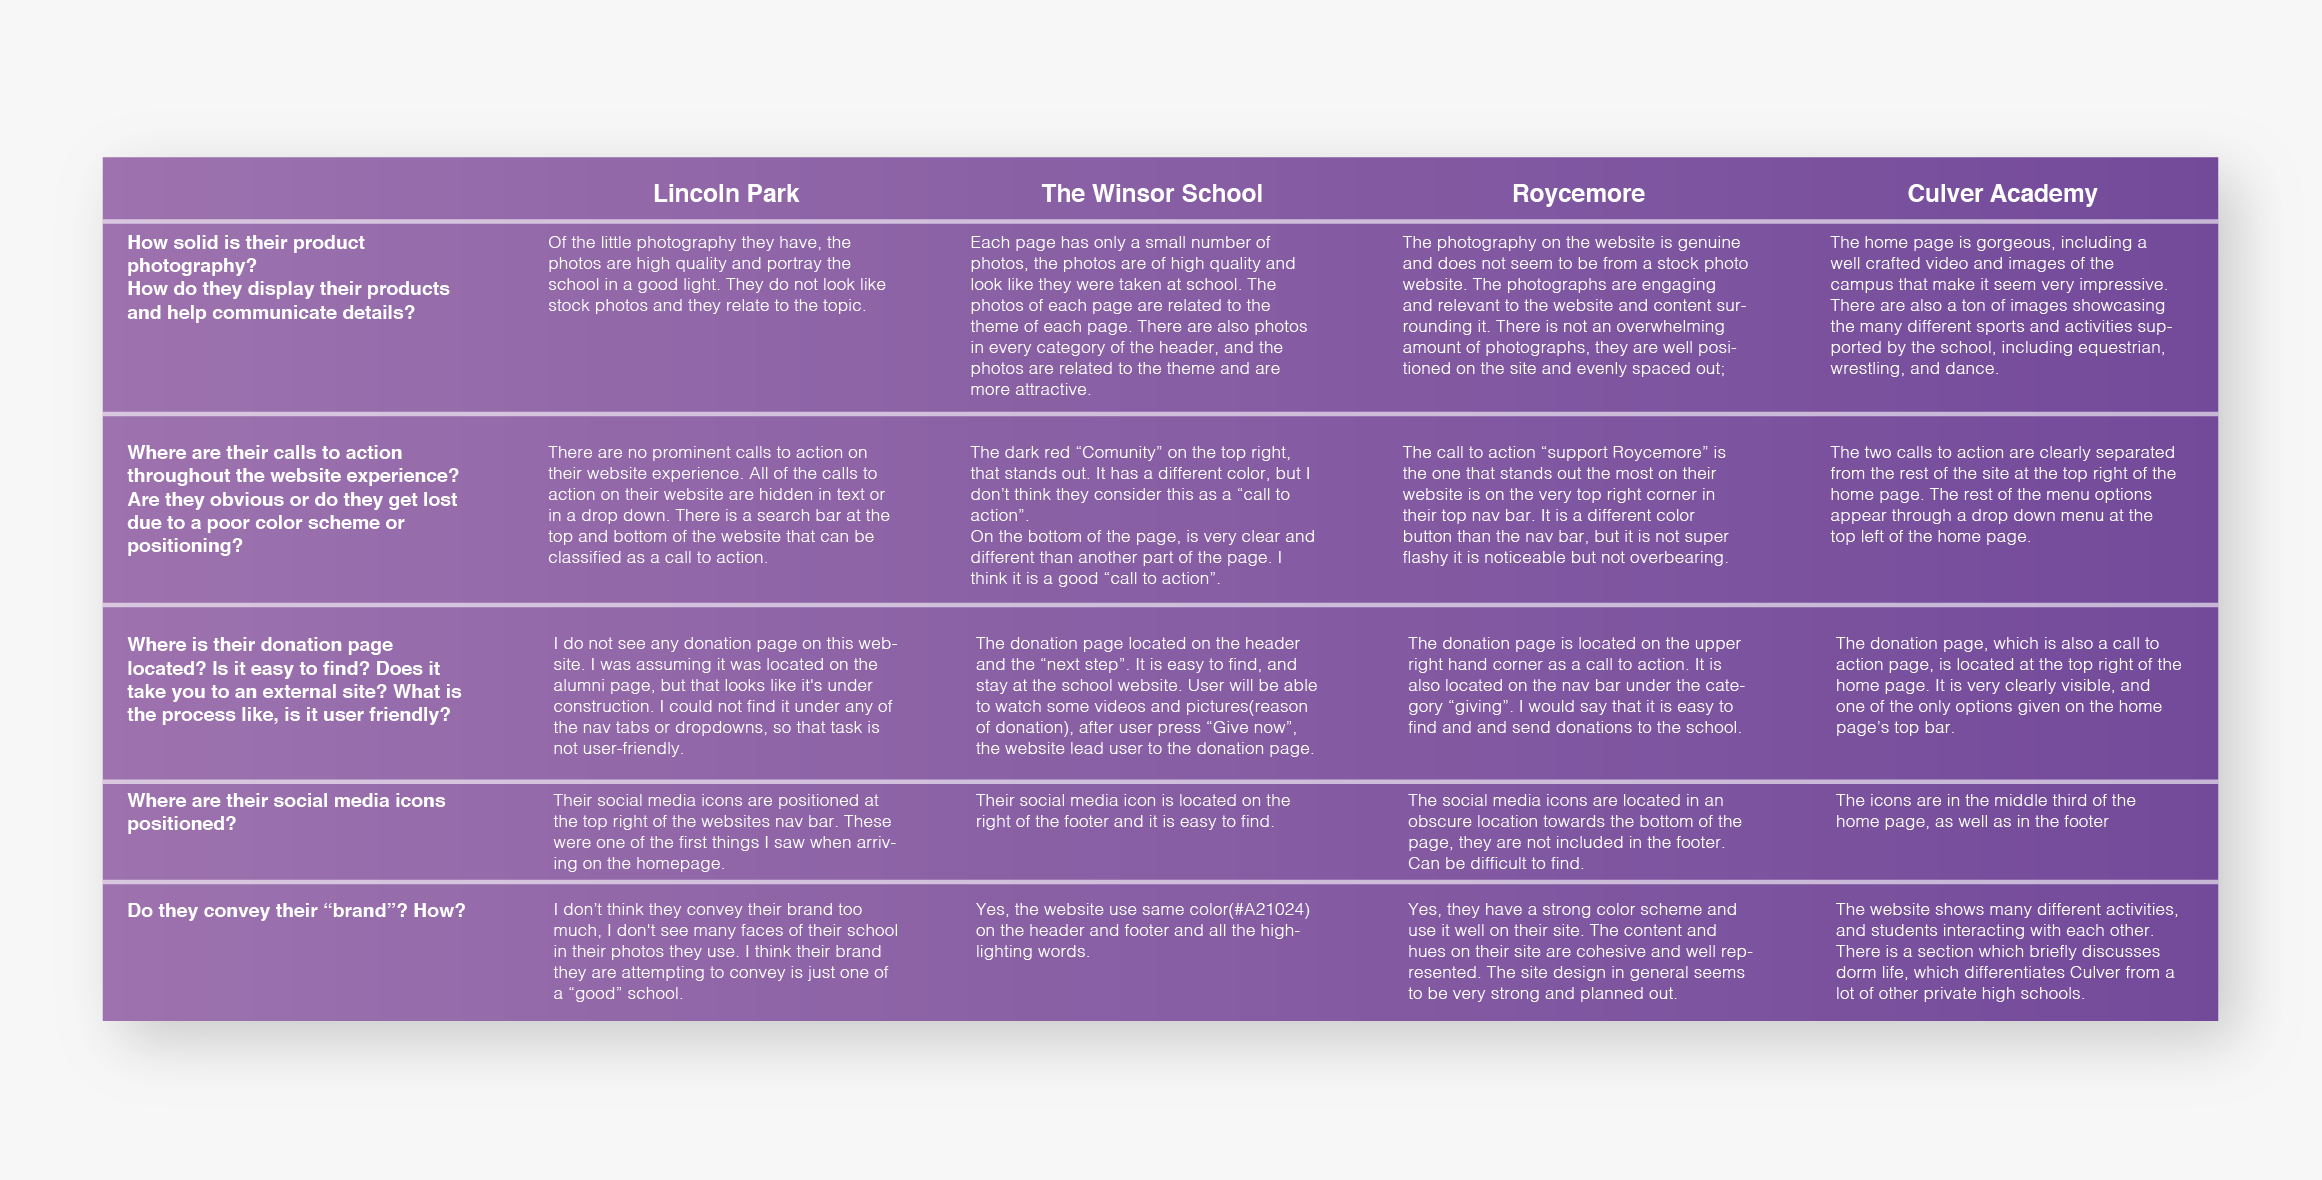 Lincoln Park
The Winsor School
Roycemore
Culver Academy
How solid is their product
photography?
How do they display their products
and help communicate details?
Of the little photography they have, the
photos are high quality and portray the
school in a good light. They do not look like
stock photos and they relate to the topic.
Each page has only a small number of
photos, the photos are of high quality and
look like they were taken at school. The
photos of each page are related to the
theme of each page. There are also photos
in every category of the header, and the
photos are related to the theme and are
more attractive.
The photography on the website is genuine
and does not seem to be from a stock photo
website. The photographs are engaging
and relevant to the website and content sur-
rounding it. There is not an overwhelming
amount of photographs, they are well posi-
tioned on the site and evenly spaced out;
The home page is gorgeous, including a
well crafted video and images of the
campus that make it seem very impressive.
There are also a ton of images showcasing
the many different sports and activities sup-
ported by the school, including equestrian,
wrestling, and dance.
Where are their calls to action
throughout the website experience?
Are they obvious or do they get lost
due to a poor color scheme or
positioning?
There are no prominent calls to action on
their website experience. All of the calls to
action on their website are hidden in text or
in a drop down. There is a search bar at the
top and bottom of the website that can be
classified as a call to action.
The dark red “Comunity” on the top right,
that stands out. It has a different color, but I
don’t think they consider this as a “call to
action”.
On the bottom of the page, is very clear and
different than another part of the page. I
think it is a good “call to action”.
The call to action “support Roycemore” is
the one that stands out the most on their
website is on the very top right corner in
their top nav bar. It is a different color
button than the nav bar, but it is not super
flashy it is noticeable but not overbearing.
The two calls to action are clearly separated
from the rest of the site at the top right of the
home page. The rest of the menu options
appear through a drop down menu at the
top left of the home page.
Where is their donation page
located? Is it easy to find? Does it
take you to an external site? What is
the process like, is it user friendly?
I do not see any donation page on this web-
site. I was assuming it was located on the
alumni page, but that looks like it's under
construction. I could not find it under any of
the nav tabs or dropdowns, so that task is
not user-friendly.
The donation page located on the header
and the “next step”. It is easy to find, and
stay at the school website. User will be able
to watch some videos and pictures(reason
of donation), after user press “Give now”,
the website lead user to the donation page.
The donation page is located on the upper
right hand corner as a call to action. It is
also located on the nav bar under the cate-
gory “giving”. I would say that it is easy to
find and and send donations to the school.
The donation page, which is also a call to
action page, is located at the top right of the
home page. It is very clearly visible, and
one of the only options given on the home
page’s top bar.
Where are their social media icons
positioned?
Their social media icons are positioned at
the top right of the websites nav bar. These
were one of the first things I saw when arriv-
ing on the homepage.
Their social media icon is located on the
right of the footer and it is easy to find.
The social media icons are located in an
obscure location towards the bottom of the
page, they are not included in the footer.
Can be difficult to find.
The icons are in the middle third of the
home page, as well as in the footer
Do they convey their “brand”? How?
I don’t think they convey their brand too
much, I don't see many faces of their school
in their photos they use. I think their brand
they are attempting to convey is just one of
a “good” school.
Yes, the website use same color(#A21024)
on the header and footer and all the high-
lighting words.
Yes, they have a strong color scheme and
use it well on their site. The content and
hues on their site are cohesive and well rep-
resented. The site design in general seems
to be very strong and planned out.
The website shows many different activities,
and students interacting with each other.
There is a section which briefly discusses
dorm life, which differentiates Culver from a
lot of other private high schools.